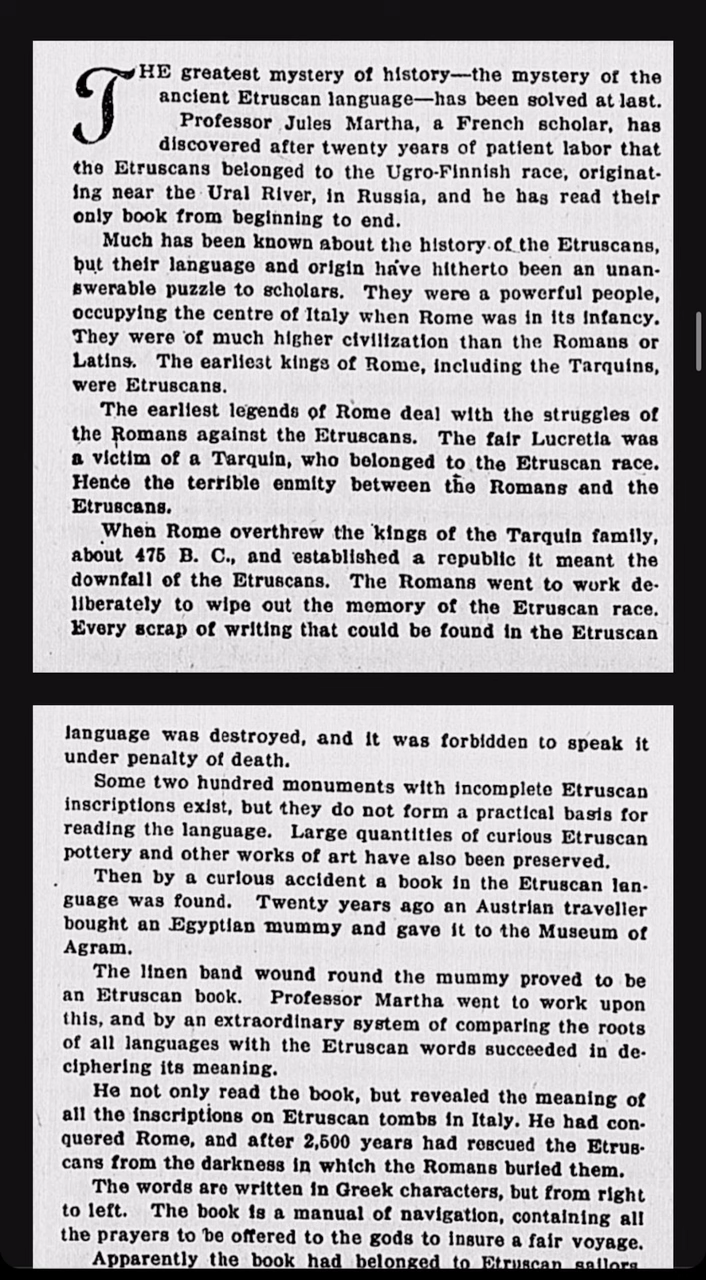 THE greatest mystery of history—the mystery of the
ancient Etruscan language—has been solved at last.
Professor Jules Martha, a French scholar, has
discovered after twenty years of patient labor that
the Etruscans belonged to the Ugro-Finnish race, originat-
ing near the Ural River, in Russia, and he has read their
only book from beginning to end.
Much has been known about the history of the Etruscans,
but their language and origin have hitherto been an unan-
swerable puzzle to scholars. They were a powerful people,
occupying the centre of Italy when Rome was in its infancy.
They were of much higher civilization than the Romans or
Latins. The earliest kings of Rome, including the Tarquins,
were Etruscans.
The earliest legends of Rome deal with the struggles of
the Romans against the Etruscans. The fair Lucretia was
a victim of a Tarquin, who belonged to the Etruscan race.
Hence the terrible enmity between the Romans and the
Etruscans.
When Rome overthrew the kings of the Tarquin family,
about 475 B. C., and established a republic it meant the
downfall of the Etruscans. The Romans went to work de-
liberately to wipe out the memory of the Etruscan race.
Every scrap of writing that could be found in the Etruscan
language was destroyed, and it was forbidden to speak it
under penalty of death.
Some two hundred monuments with incomplete Etruscan
inscriptions exist, but they do not form a practical basis for
reading the language. Large quantities of curious Etruscan
pottery and other works of art have also been preserved.
Then by a curious accident a book in the Etruscan lan-
guage was found. Twenty years ago an Austrian traveller
bought an Egyptian mummy and gave it to the Museum of
Agram.
The linen band wound round the mummy proved to be
an Etruscan book. Professor Martha went to work upon
this, and by an extraordinary system of comparing the roots
of all languages with the Etruscan words succeeded in de-
ciphering its meaning.
He not only read the book, but revealed the meaning of
all the inscriptions on Etruscan tombs in Italy. He had con-
quered Rome, and after 2,500 years had rescued the Etrus-
cans from the darkness in which the Romans buried them.
The words are written in Greek characters, but from right
to left. The book is a manual of navigation, containing all
the prayers to be offered to the gods to insure a fair voyage.
Apparently the book had belonged to Etruscan sailors